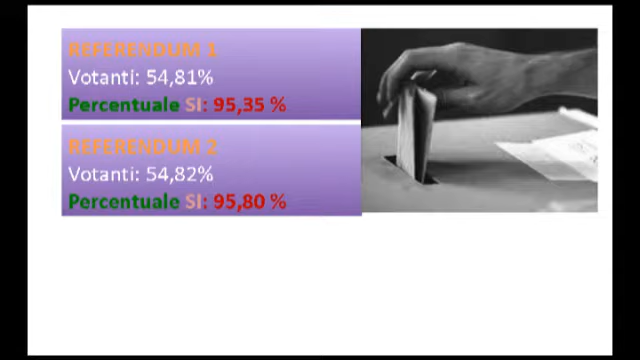 REFERENDUM 1
Votanti: 54,81%
Percentuale SI: 95,35 %
REFERENDUM 2
Votanti: 54,82%
Percentuale SI: 95,80 %